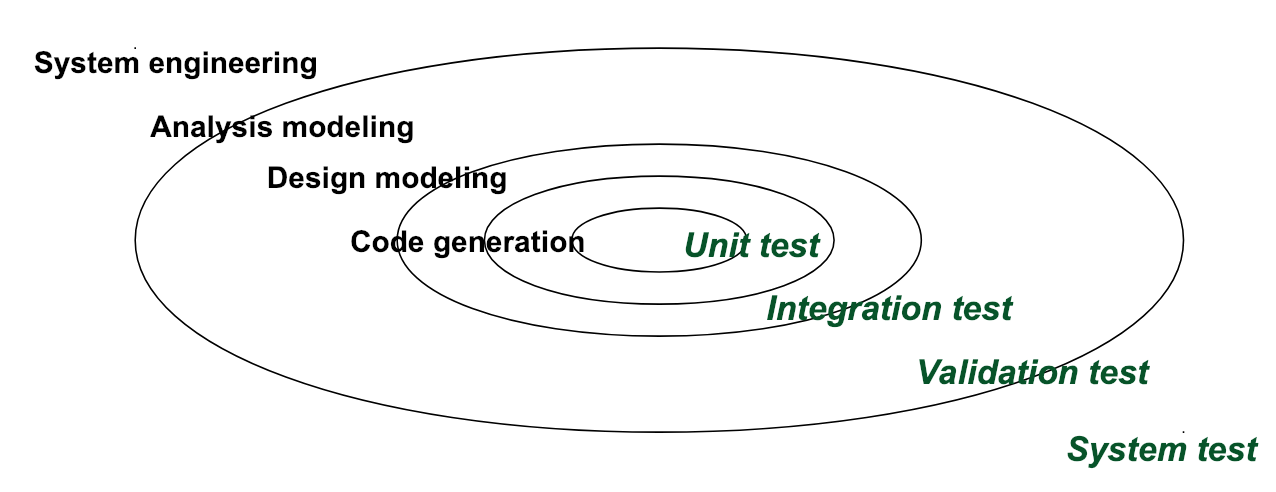 System engineering
Analysis modeling
Design modeling
Code generation
Unit test
Integration test
Validation test
System test